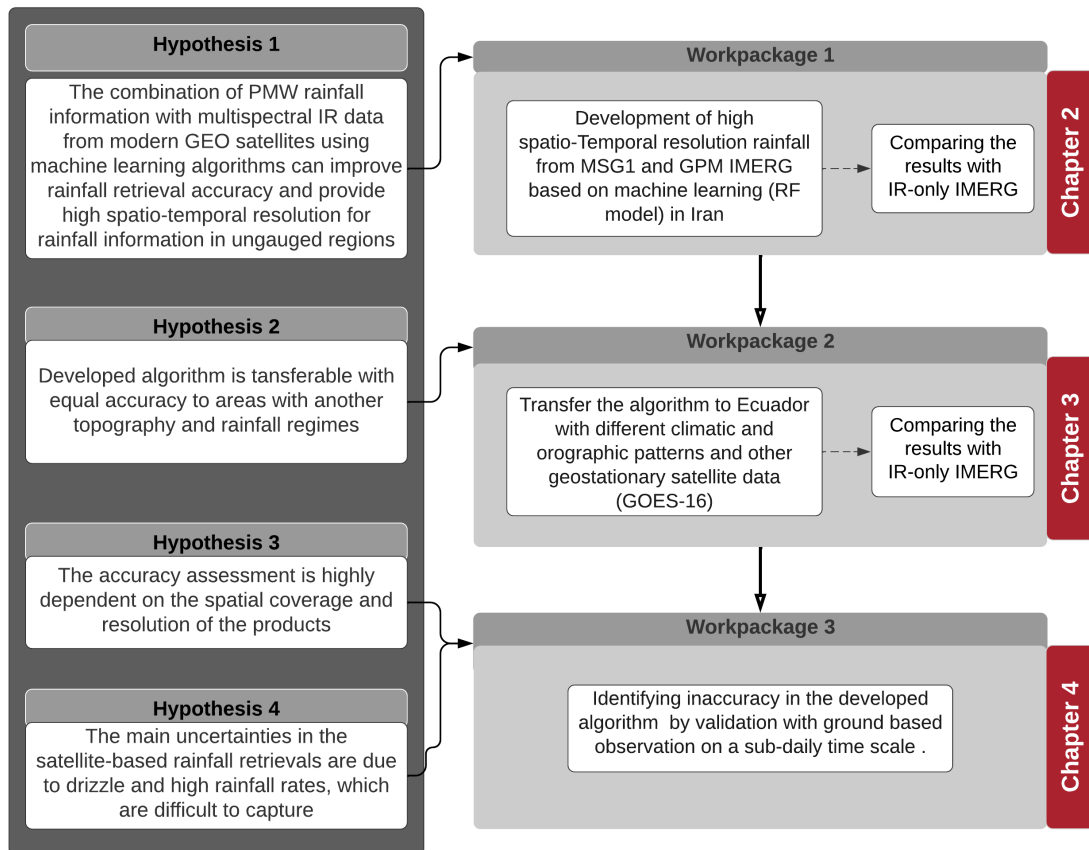 Hypothesis 1
The combination of PMW rainfall
information with multispectral IR data
from modern GEO satellites using
machine learning algorithms can improve
rainfall retrieval accuracy and provide
high spatio-temporal resolution for
rainfall information in ungauged regions
Hypothesis 2
Developed algorithm is tansferable with
equal accuracy to areas with another
topography and rainfall regimes
Hypothesis 3
The accuracy assessment is highly
dependent on the spatial coverage and
resolution of the products
Hypothesis 4
The main uncertainties in the
satellite-based rainfall retrievals are due
to drizzle and high rainfall rates, which
are difficult to capture
Workpackage 1
Development of high
spatio-Temporal resolution rainfall
from MSG1 and GPM IMERG
based on machine learning (RF
model) in Iran
Comparing the
results with
IR-only IMERG
Chapter 2
Workpackage 2
Transfer the algorithm to Ecuador
with different climatic and
orographic patterns and other
geostationary satellite data
(GOES-16)
Comparing the
results with
IR-only IMERG
Chapter 3
Workpackage 3
Identifying inaccuracy in the developed
algorithm  by validation with ground based
observation on a sub-daily time scale .
Chapter 4